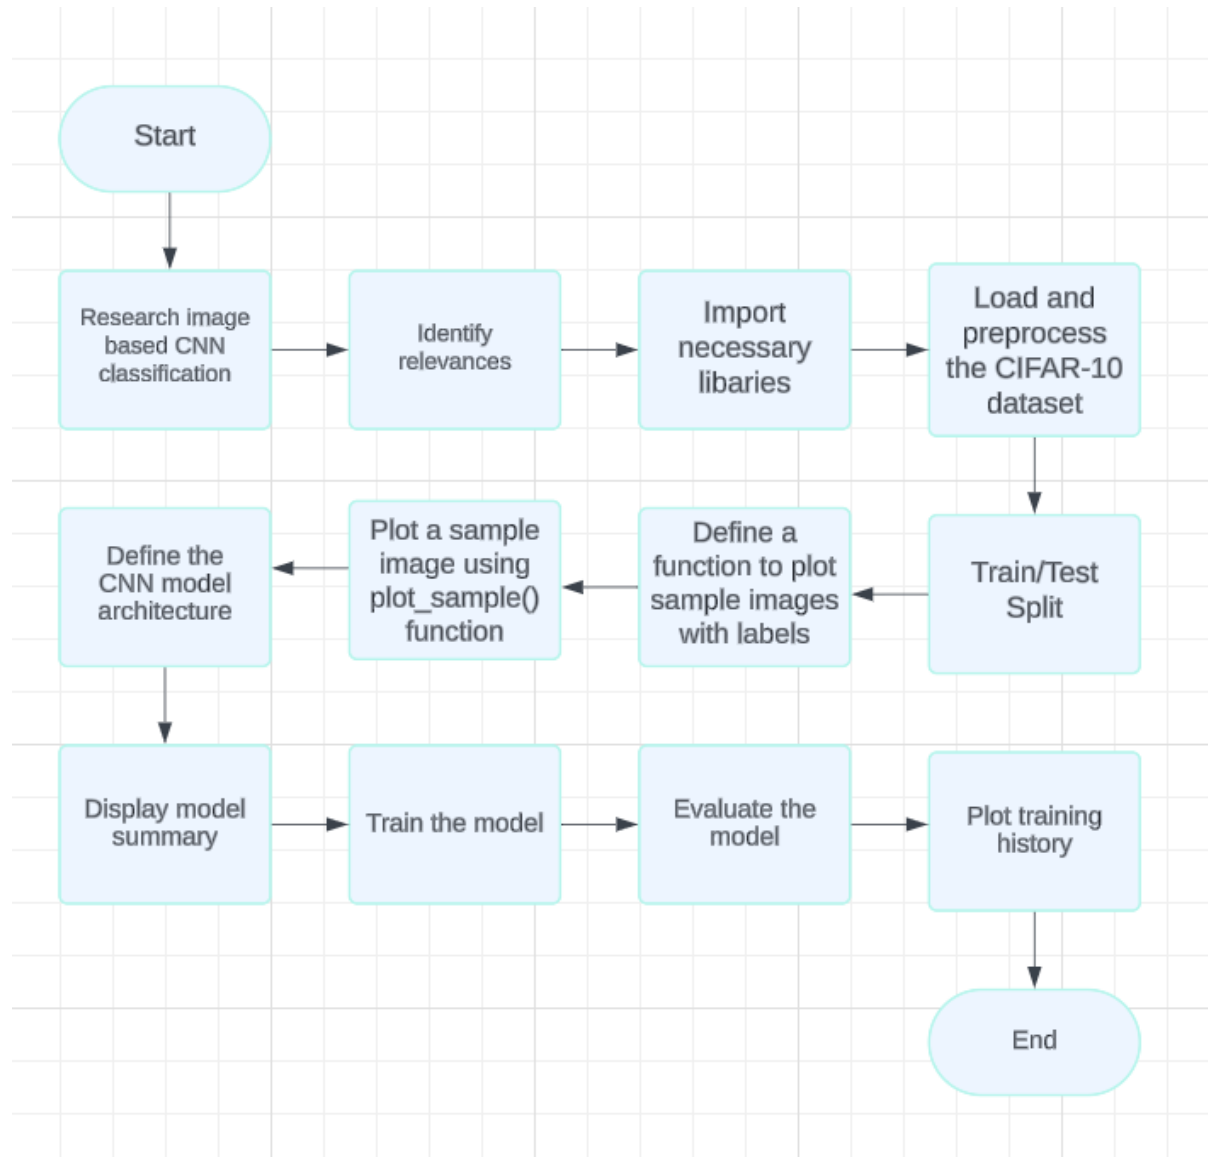 Start
Research image
based CNN
classification
Identify
relevances
Import
necessary
libaries
Load and
preprocess
the CIFAR-10
dataset
Train/Test
Split
Define a
function to plot
sample images
with labels
Plot a sample
image using
plot_sample()
function
Define the
CNN model
architecture
Display model
summary
Train the model
Evaluate the
model
Plot training
history
End